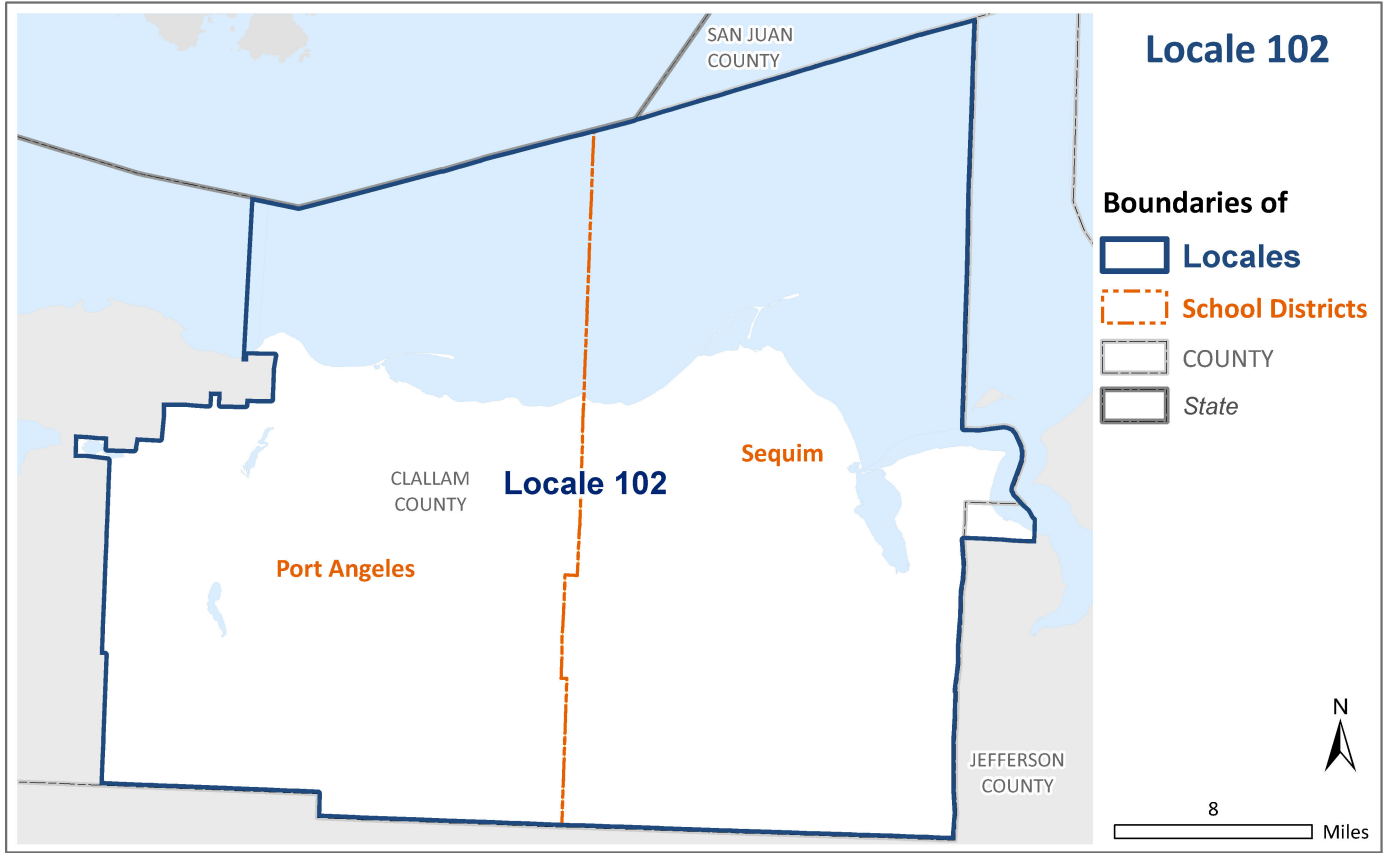 SAN JUAN
COUNTY
Locale 102
Boundaries of
Locales
School Districts
COUNTY
State
Sequim
CLALLAM
COUNTY
Locale 102
Port Angeles
JEFFERSON
COUNTY
N
8
Miles